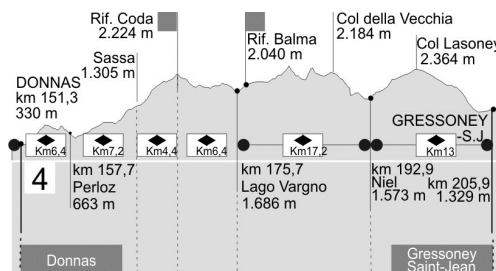 Rif. Coda
2.224 m
Sassa
1.305 m
DONNAS
km 151,3
330 m
Rif. Balma
2.040 m
Col della Vecchia
2.184 m
Col Lasoney
2.364 m
GRESSONEY
-S.J.
Km6,4
Km7,2
Km4,4
Km6,4
Km17,2
Km13
4
km 157,7
Perloz
663 m
km 175,7
Lago Vargno
1.686 m
km 192,9
Niel
1.573 m
km 205,9
1.329 m
Donnas
Gressoney
Saint-Jean